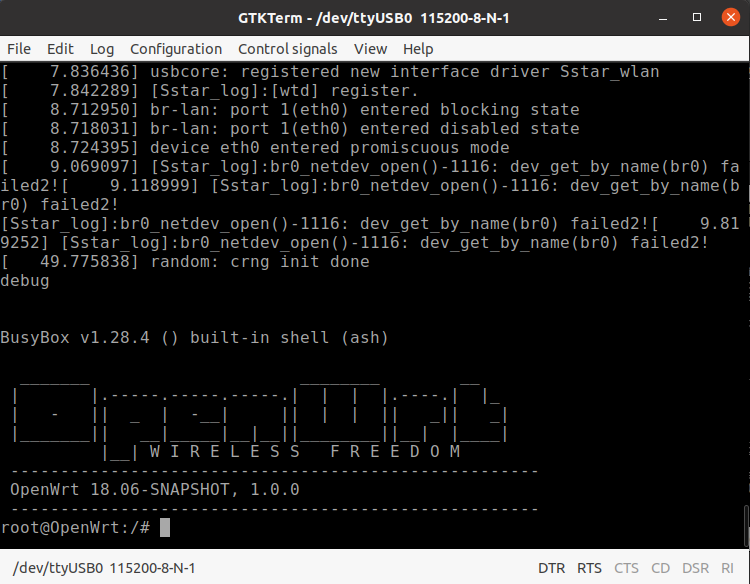 GTKTerm - /dev/ttyUSB0 115200-8-N-1
File Edit Log Configuration Control signals View Help
[    7.836436] usbcore: registered new interface driver Sstar_wlan
[    7.842289] [Sstar_log]:[wtd] register.
[    8.712950] br-lan: port 1(eth0) entered blocking state
[    8.718031] br-lan: port 1(eth0) entered disabled state
[    8.724395] device eth0 entered promiscuous mode
[    9.069097] [Sstar_log]:br0_netdev_open()-1116: dev_get_by_name(br0) fa
iled2![    9.118999] [Sstar_log]:br0_netdev_open()-1116: dev_get_by_name(b
r0) failed2!
[Sstar_log]:br0_netdev_open()-1116: dev_get_by_name(br0) failed2![    9.81
9252] [Sstar_log]:br0_netdev_open()-1116: dev_get_by_name(br0) failed2!
[   49.775838] random: crng init done
debug
BusyBox v1.28.4 () built-in shell (ash)
OpenWrt
W I R E L E S S   F R E E D O M
-----------------------------------------------------
OpenWrt 18.06-SNAPSHOT, 1.0.0
-----------------------------------------------------
root@OpenWrt:/#
/dev/ttyUSB0 115200-8-N-1 DTR RTS CTS CD DSR RI